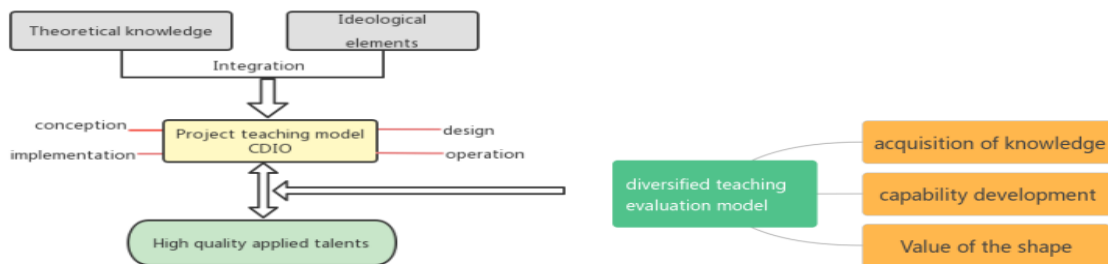 Theoretical knowledge
Ideological
elements
Integration
conception
implementation
Project teaching model
CDIO
design
operation
High quality applied talents
diversified teaching
evaluation model
acquisition of knowledge
capability development
Value of the shape